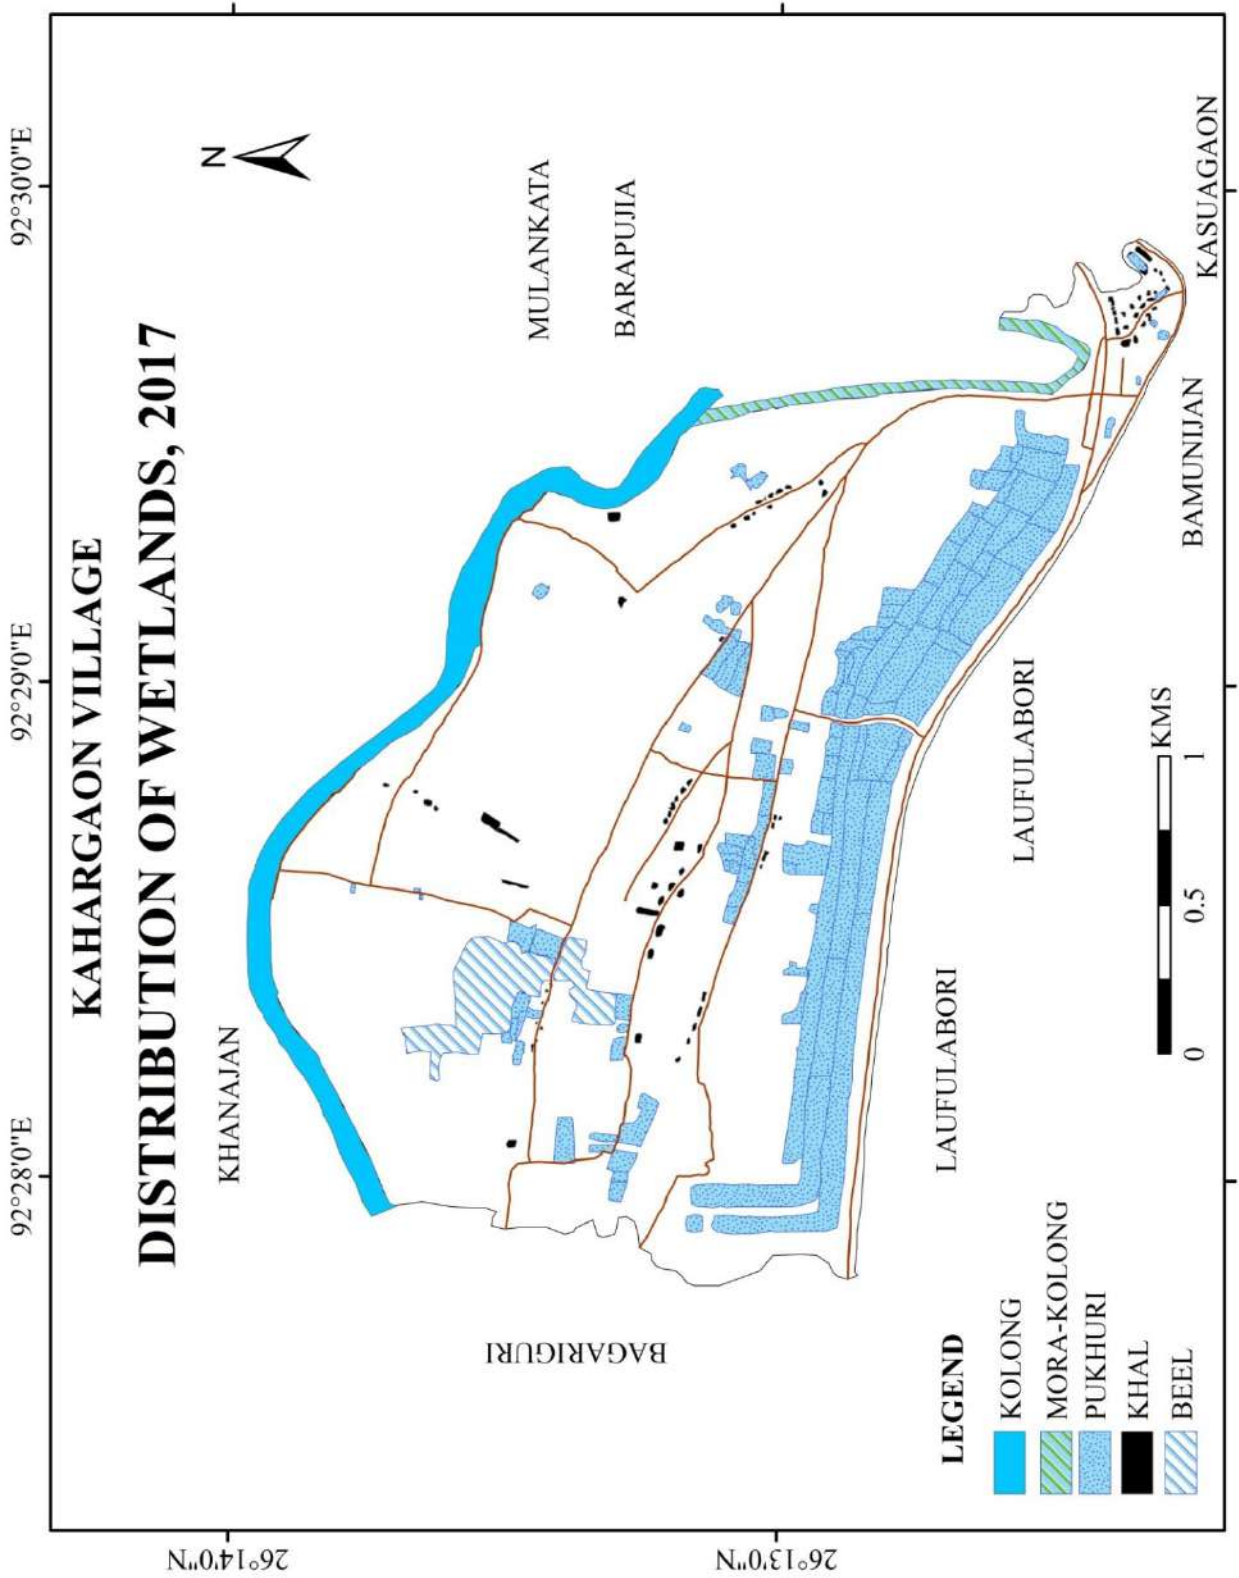 KAHARGAON VILLAGE
DISTRIBUTION OF WETLANDS, 2017
92°28'0"E
92°29'0"E
92°30'0"E
N
26°14'0"N
26°13'0"N
KHANAJAN
MULANKATA
BARAPUJIA
BAGARIGURI
LAUFULABORI
LAUFULABORI
BAMUNIJAN
KASUAGAON
LEGEND
KOLONG
MORA-KOLONG
PUKHURI
KHAL
BEEL
0 0.5 1
KMS